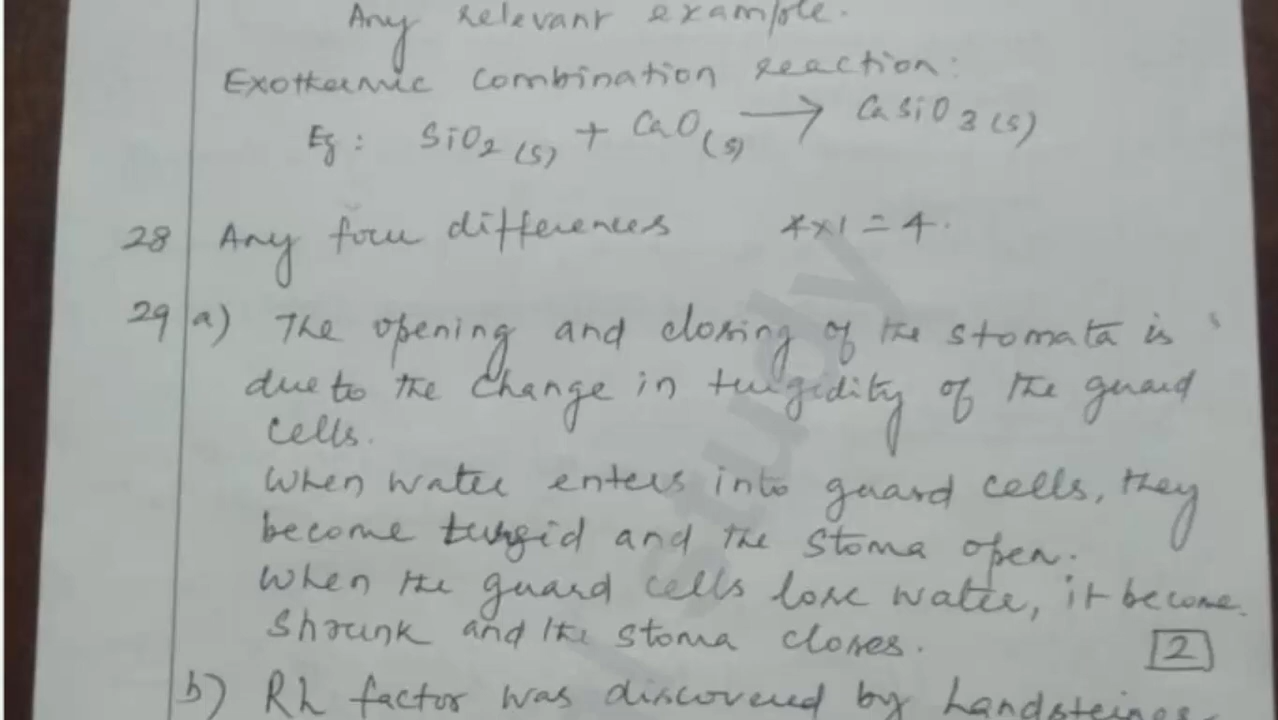 Any relevant example.
Exothermic combination reaction:
Eg: SiO2 (s) + CaO(s) → CaSiO3 (s)
28 Any four differences 4x1=4.
29 a) The opening and closing of the stomata is
due to the change in turgidity of the guard
cells.
When water enters into guard cells, they
become turgid and the stoma open.
When the guard cells lose water, it become
shrunk and the stoma closes. 2
b) Rh factor was discovered by
study